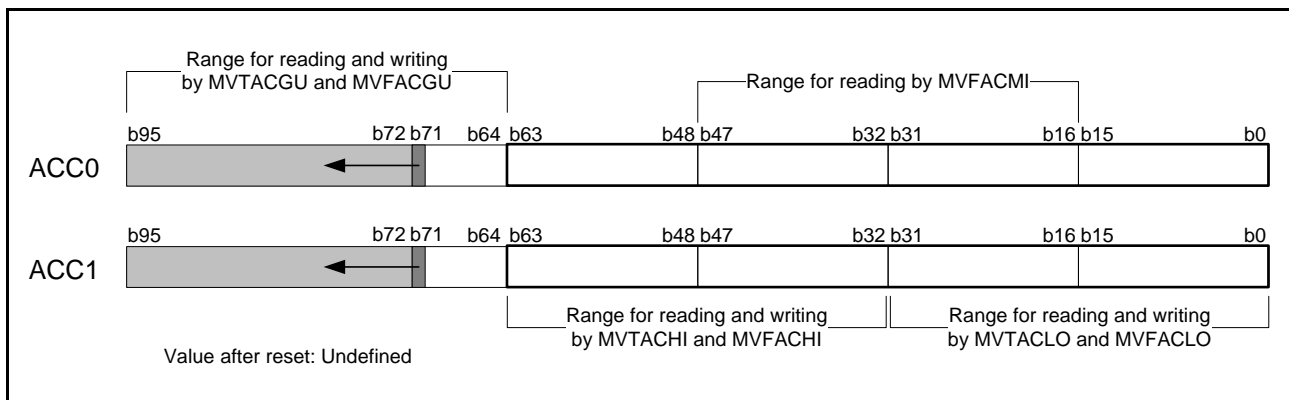 Range for reading and writing
by MVTACGU and MVFACGU
Range for reading by MVFACMI
b95 b72 b71 b64 b63 b48 b47 b32 b31 b16 b15 b0
ACC0
b95 b72 b71 b64 b63 b48 b47 b32 b31 b16 b15 b0
ACC1
Range for reading and writing
by MVTACHI and MVFACHI
Range for reading and writing
by MVTACLO and MVFACLO
Value after reset: Undefined